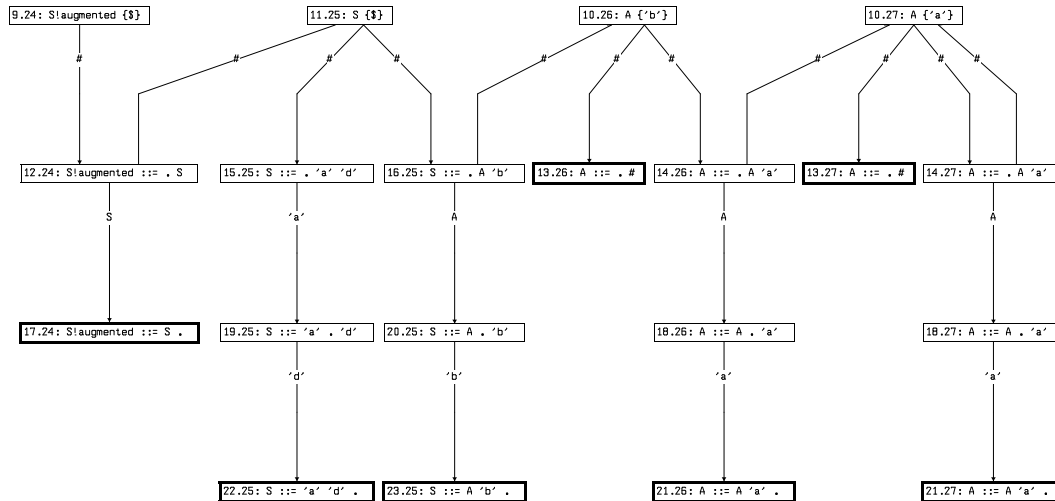 9.24: S!augmented {$}
11.25: S {$}
10.26: A {'b'}
10.27: A {'a'}
#
#
#
#
#
#
#
#
#
#
#
12.24: S!augmented ::= . S
15.25: S ::= . 'a' 'd'
16.25: S ::= . A 'b'
13.26: A ::= . #
14.26: A ::= . A 'a'
13.27: A ::= . #
14.27: A ::= . A 'a'
S
'a'
A
A
A
17.24: S!augmented ::= S .
19.25: S ::= 'a' . 'd'
20.25: S ::= A . 'b'
18.26: A ::= A . 'a'
18.27: A ::= A . 'a'
'd'
'b'
'a'
'a'
22.25: S ::= 'a' 'd' .
23.25: S ::= A 'b' .
21.26: A ::= A 'a' .
21.27: A ::= A 'a' .